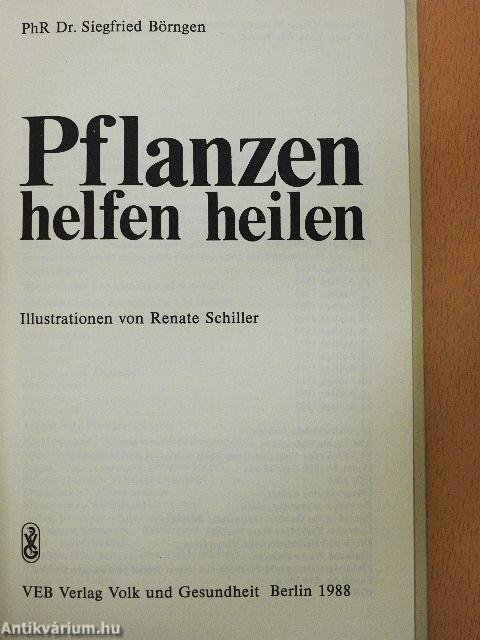 PhR Dr. Siegfried Börngen
Pflanzen
helfen heilen
Illustrationen von Renate Schiller
VEB Verlag Volk und Gesundheit Berlin 1988
Antikvárium.hu